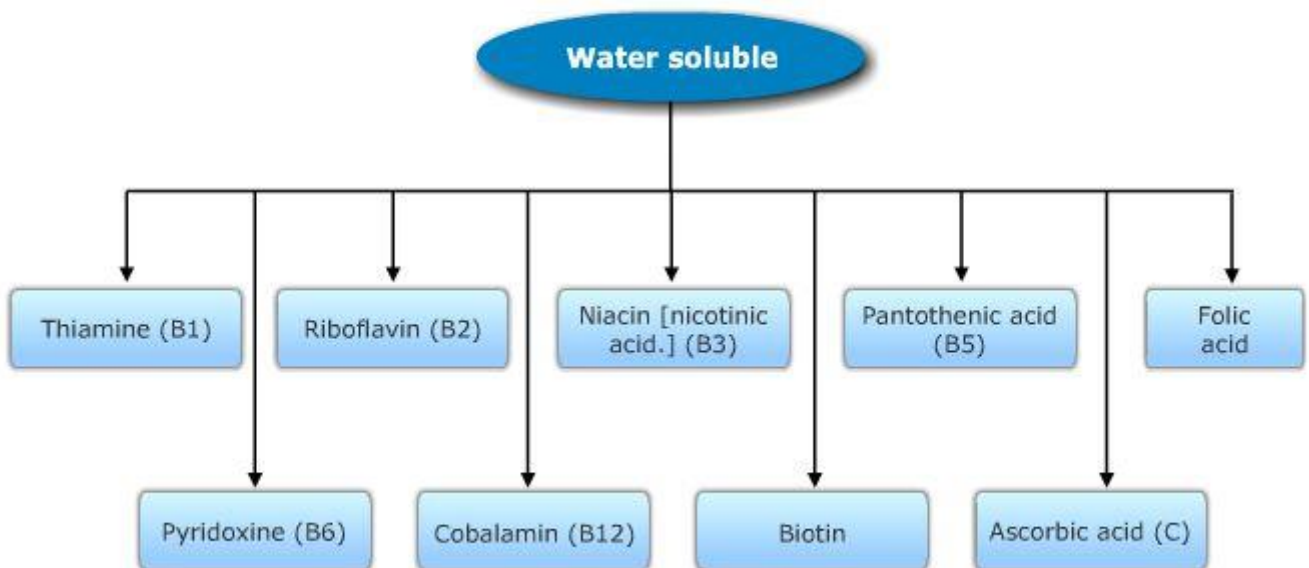 Water soluble
Thiamine (B1)
Riboflavin (B2)
Niacin [nicotinic
acid.] (B3)
Pantothenic acid
(B5)
Folic
acid
Pyridoxine (B6)
Cobalamin (B12)
Biotin
Ascorbic acid (C)